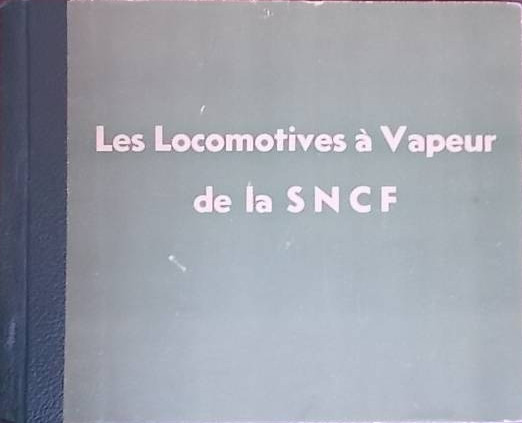 Les Locomotives à Vapeur
de la SNCF